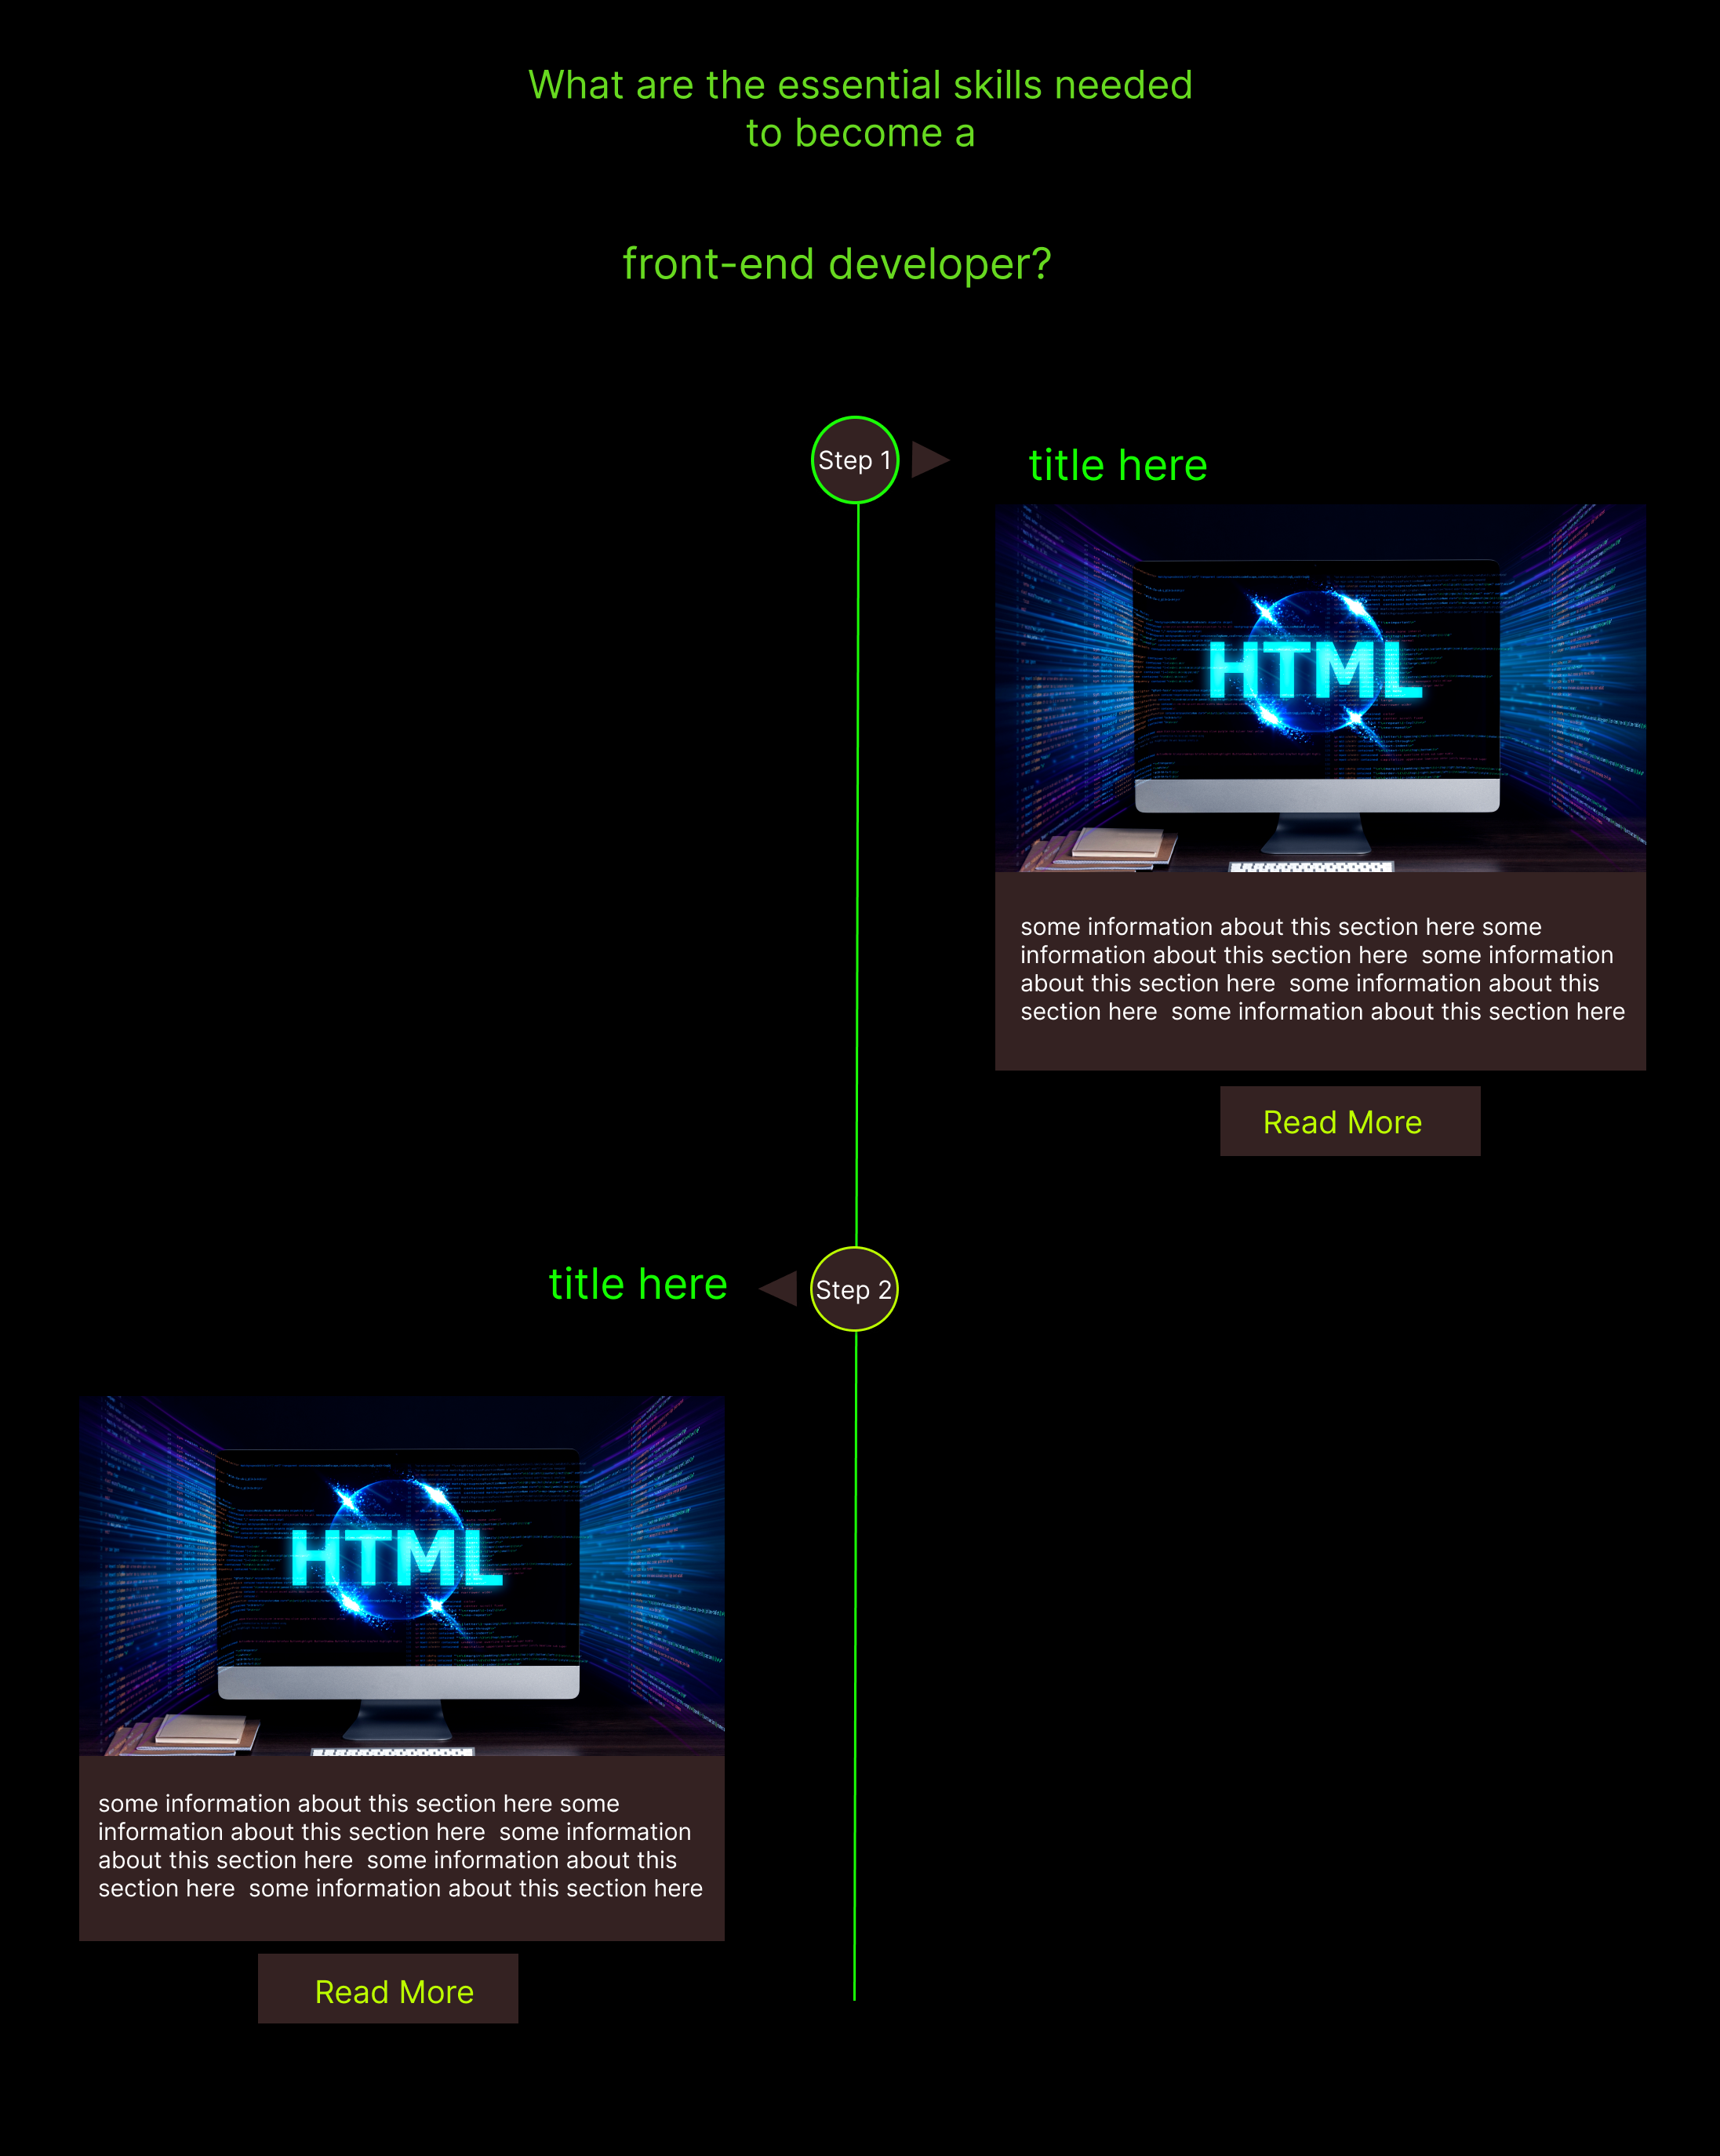 What are the essential skills needed
to become a
front-end developer?
Step 1
title here
HTML
some information about this section here some
information about this section here  some information
about this section here  some information about this
section here  some information about this section here
Read More
title here
Step 2
HTML
some information about this section here some
information about this section here  some information
about this section here  some information about this
section here  some information about this section here
Read More